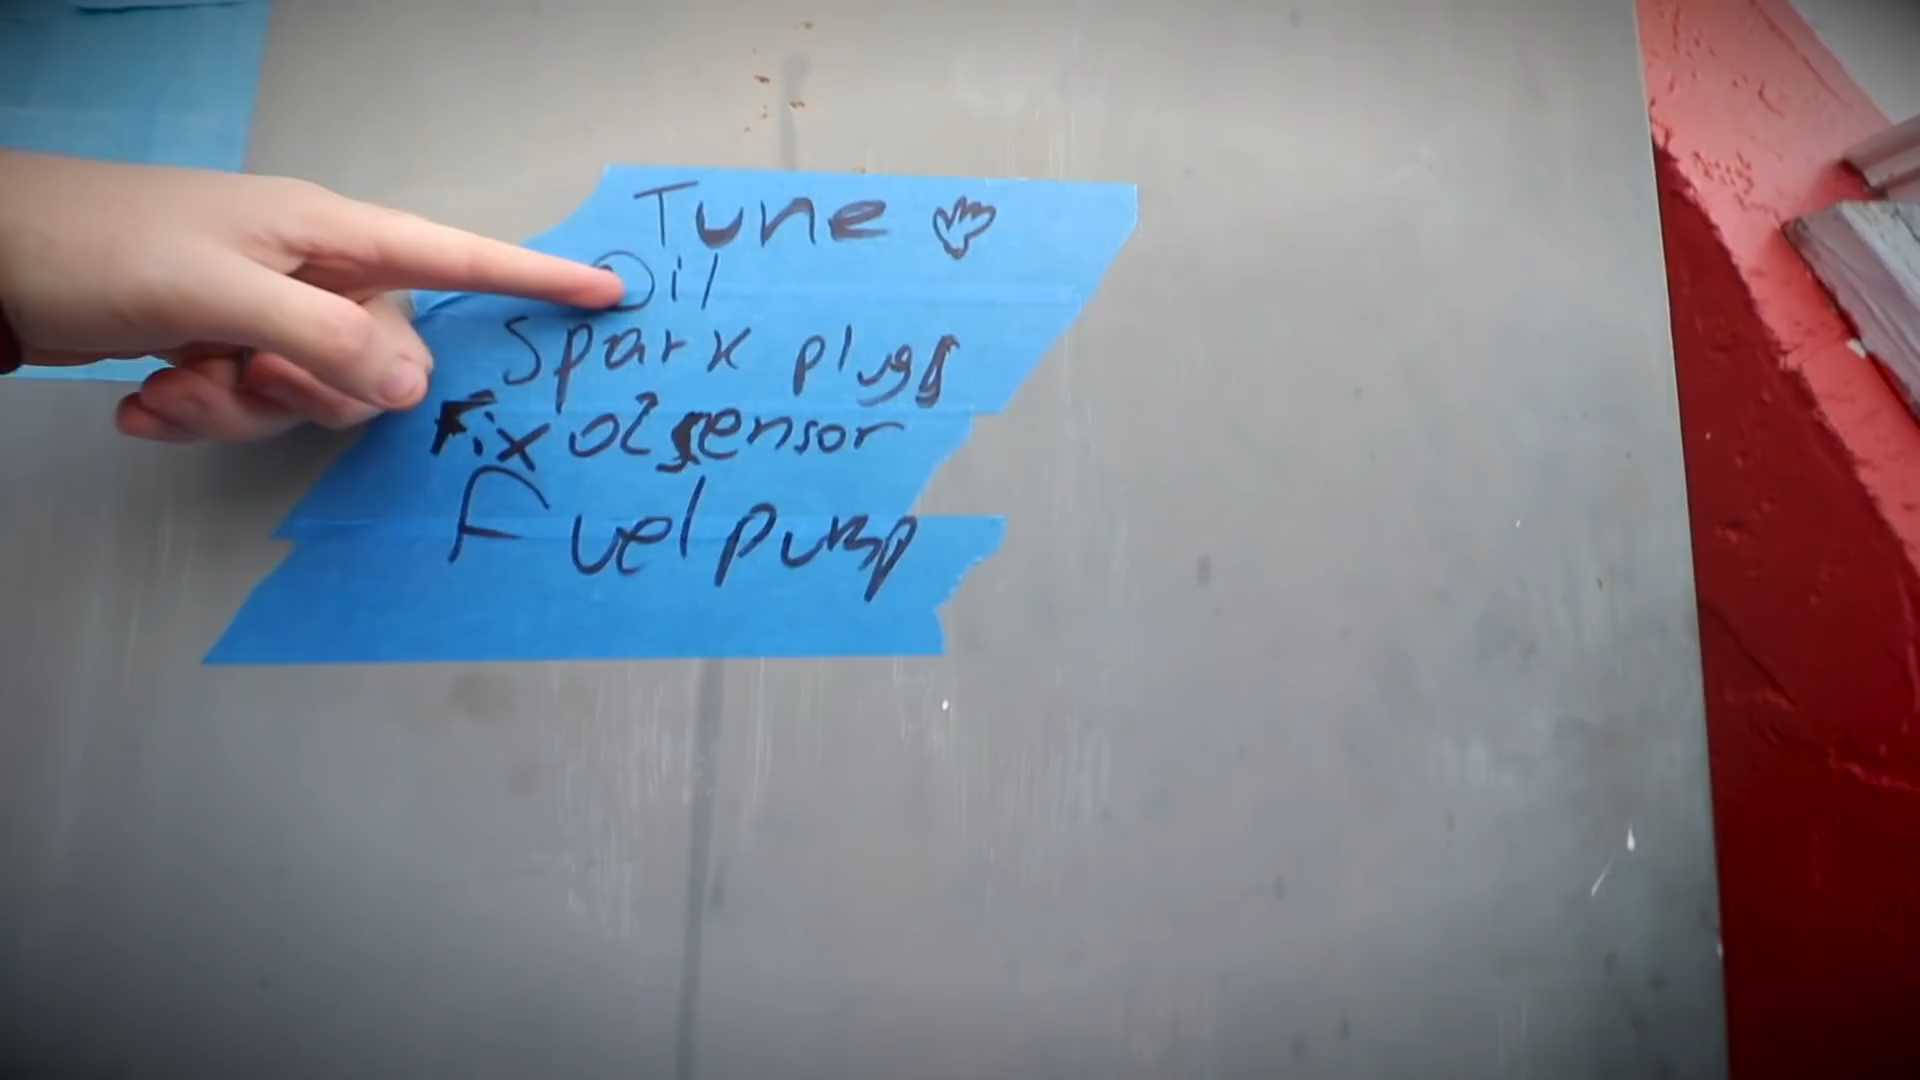 Tune
Oil
Spark plugs
Fix o2 sensor
Fuel pump